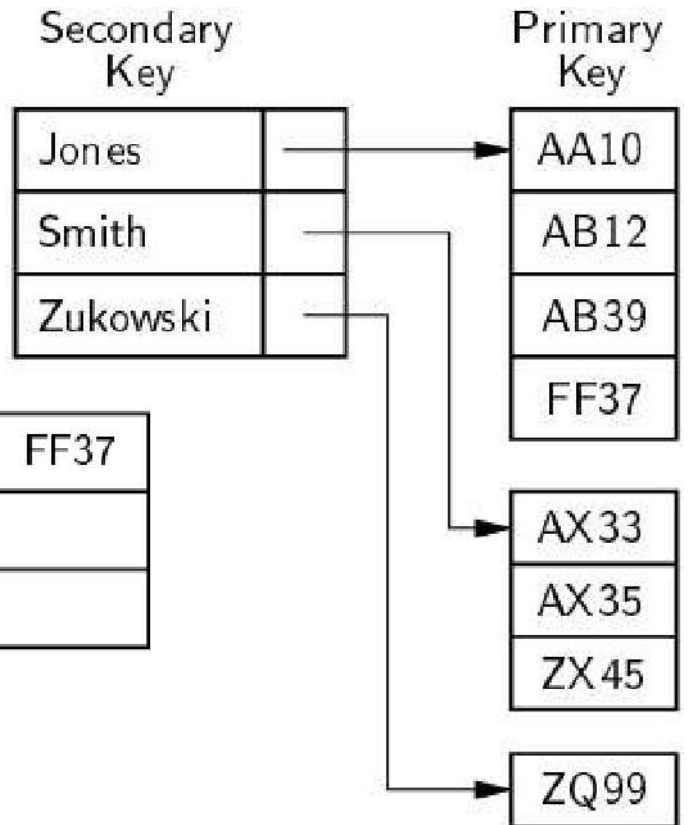 Secondary
Key
Primary
Key
Jones
Smith
Zukowski
AA10
AB12
AB39
FF37
FF37
AX33
AX35
ZX45
ZQ99